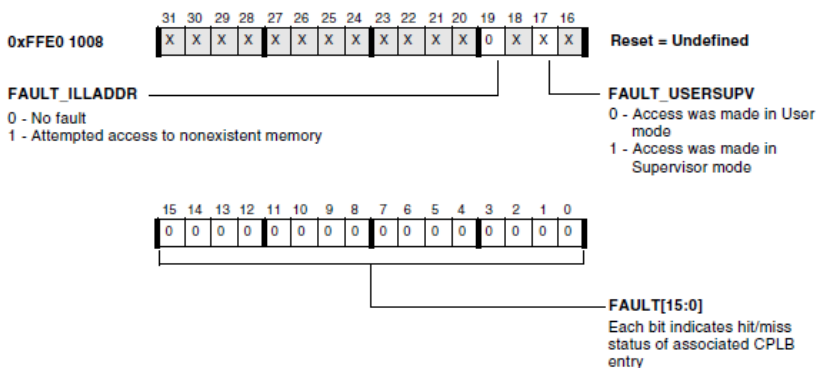 31 30 29 28 27 26 25 24 23 22 21 20 19 18 17 16
0xFFE0 1008
X X X X X X X X X X X X 0 X X X
Reset = Undefined
FAULT_ILLADDR
0 - No fault
1 - Attempted access to nonexistent memory
FAULT_USERSUPV
0 - Access was made in User
mode
1 - Access was made in
Supervisor mode
15 14 13 12 11 10 9 8 7 6 5 4 3 2 1 0
0 0 0 0 0 0 0 0 0 0 0 0 0 0 0 0
FAULT[15:0]
Each bit indicates hit/miss
status of associated CPLB
entry